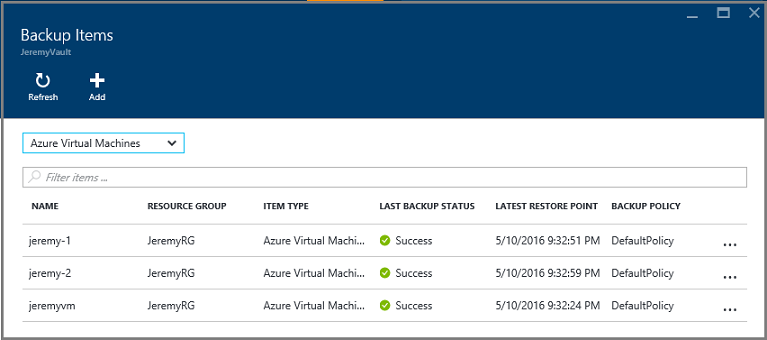 Backup Items
JeremyVault
Refresh Add
Azure Virtual Machines
Filter items ...
NAME RESOURCE GROUP ITEM TYPE LAST BACKUP STATUS LATEST RESTORE POINT BACKUP POLICY
jeremy-1 JeremyRG Azure Virtual Machi... Success 5/10/2016 9:32:51 PM DefaultPolicy ...
jeremy-2 JeremyRG Azure Virtual Machi... Success 5/10/2016 9:32:59 PM DefaultPolicy ...
jeremyvm JeremyRG Azure Virtual Machi... Success 5/10/2016 9:32:24 PM DefaultPolicy ...